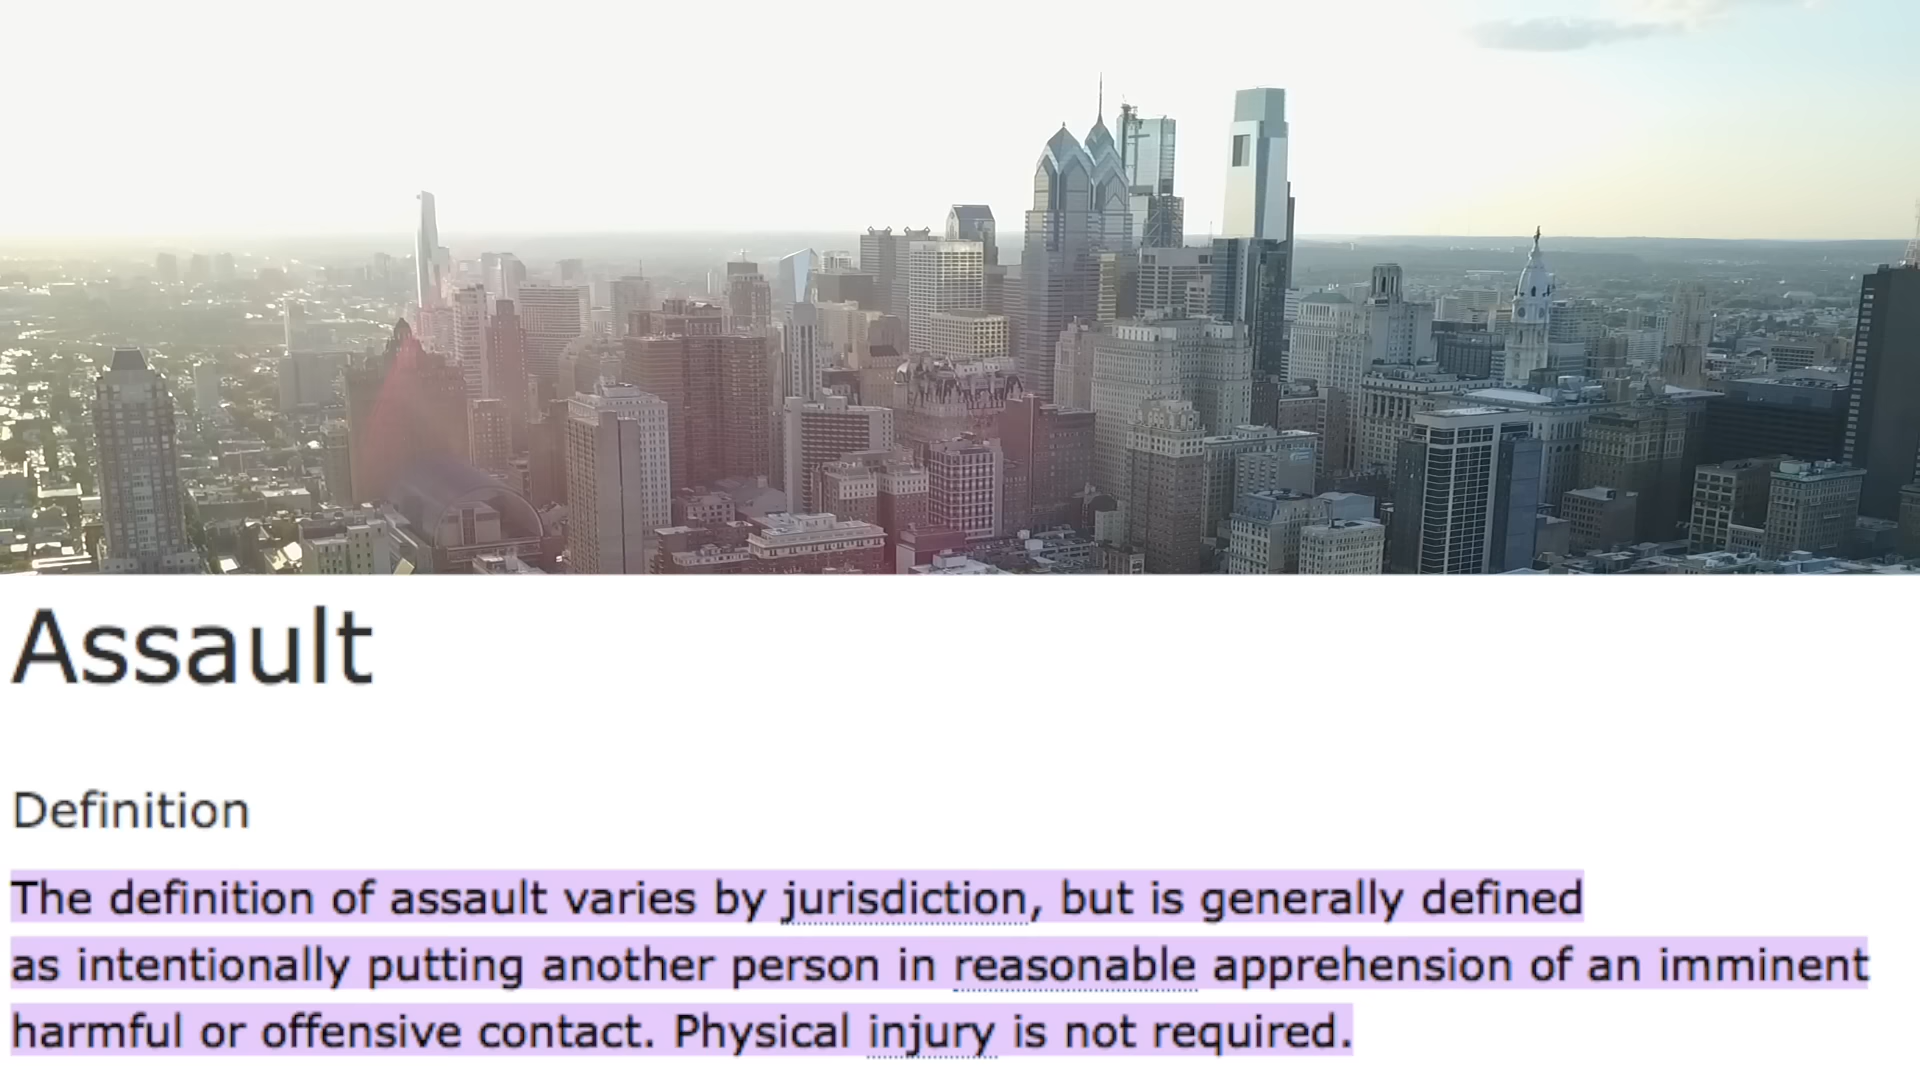 Assault
Definition
The definition of assault varies by jurisdiction, but is generally defined
as intentionally putting another person in reasonable apprehension of an imminent
harmful or offensive contact. Physical injury is not required.